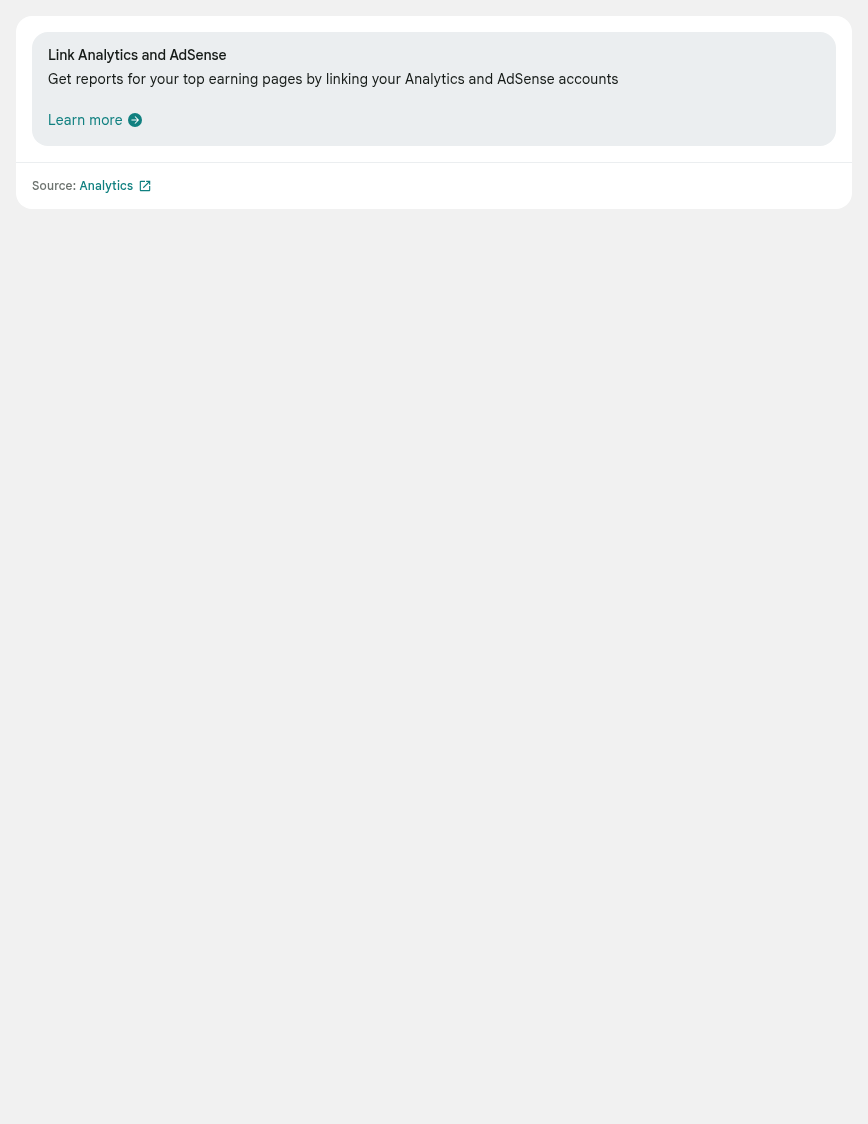 Link Analytics and AdSense
Get reports for your top earning pages by linking your Analytics and AdSense accounts
Learn more
Source: Analytics